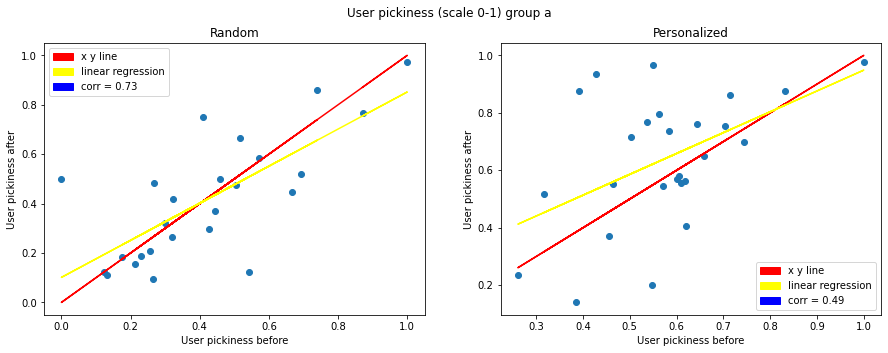 User pickiness (scale 0-1) group a
Random
x y line
linear regression
corr = 0.73
User pickiness after
1.0
0.8
0.6
0.4
0.2
0.0
0.0 0.2 0.4 0.6 0.8 1.0
User pickiness before
Personalized
User pickiness after
1.0
0.8
0.6
0.4
0.2
x y line
linear regression
corr = 0.49
0.3 0.4 0.5 0.6 0.7 0.8 0.9 1.0
User pickiness before